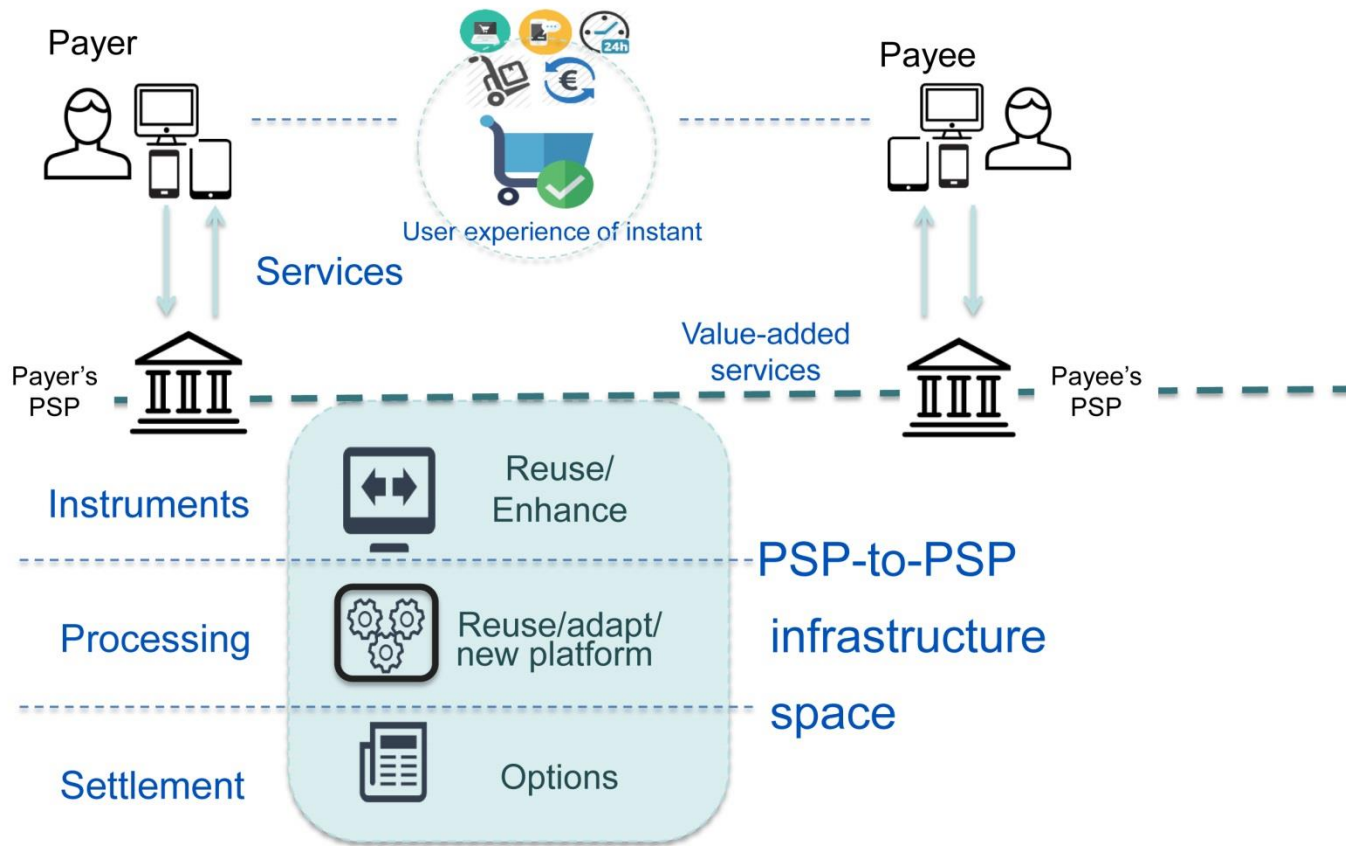 Payer
Payee
24h
€
User experience of instant
Services
Value-added
services
Payer's
PSP
Payee's
PSP
Instruments
Reuse/
Enhance
PSP-to-PSP
infrastructure
space
Processing
Reuse/adapt/
new platform
Settlement
Options